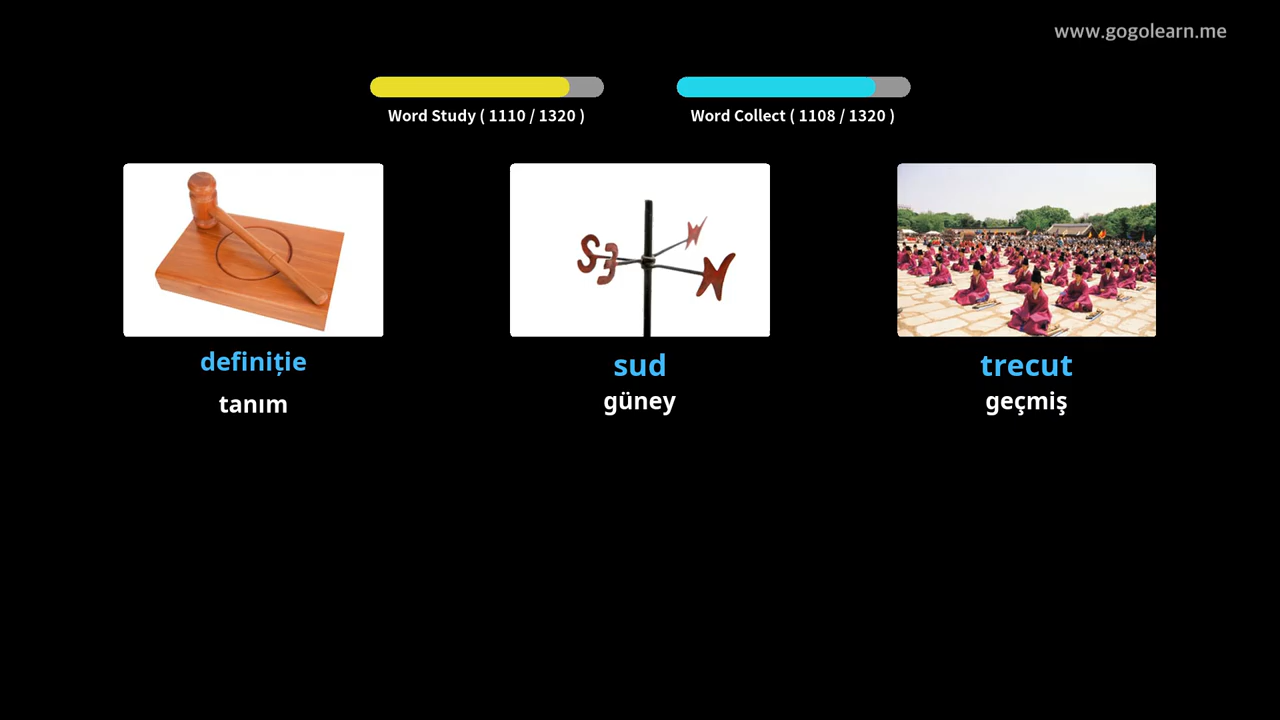 www.gogolearn.me
Word Study ( 1110 / 1320 )
Word Collect ( 1108 / 1320 )
definiție
tanım
sud
güney
trecut
geçmiş